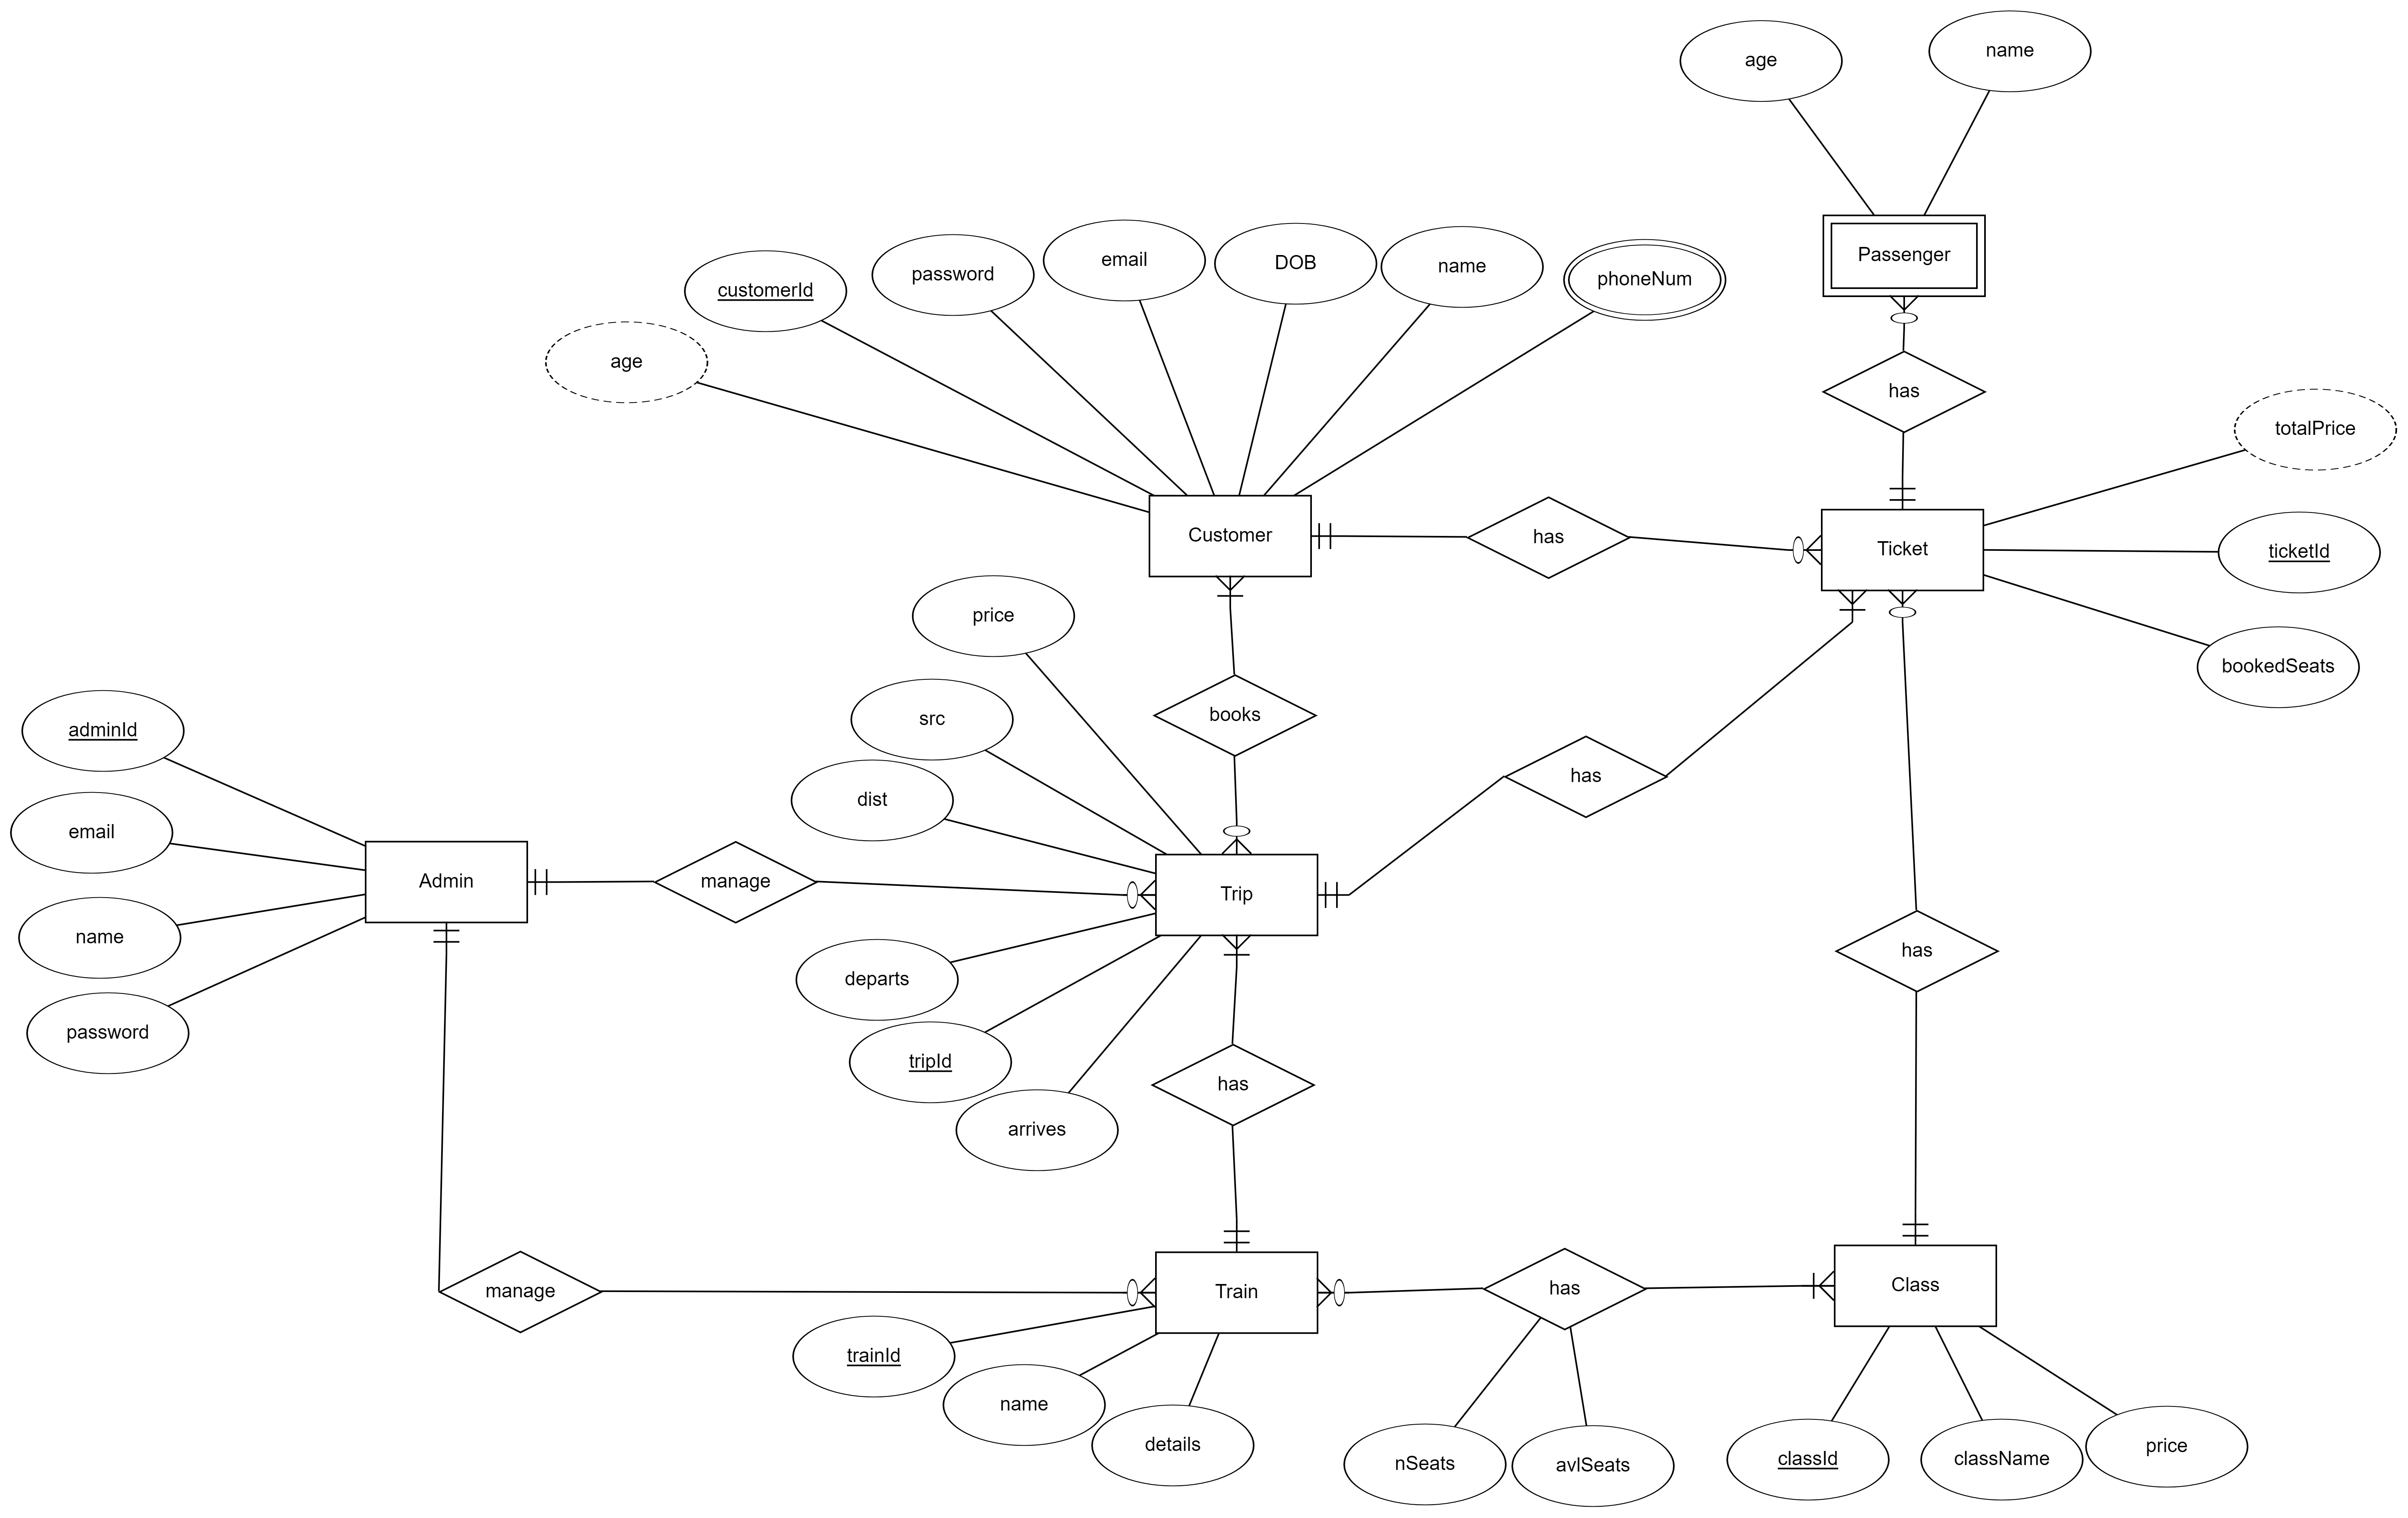 name
age
Passenger
email
DOB
name
password
phoneNum
customerId
age
has
totalPrice
Customer
has
Ticket
ticketId
price
bookedSeats
src
books
adminId
has
dist
email
Admin
manage
Trip
name
has
departs
password
tripId
has
arrives
manage
Train
has
Class
trainId
name
details
nSeats
avlSeats
classId
className
price